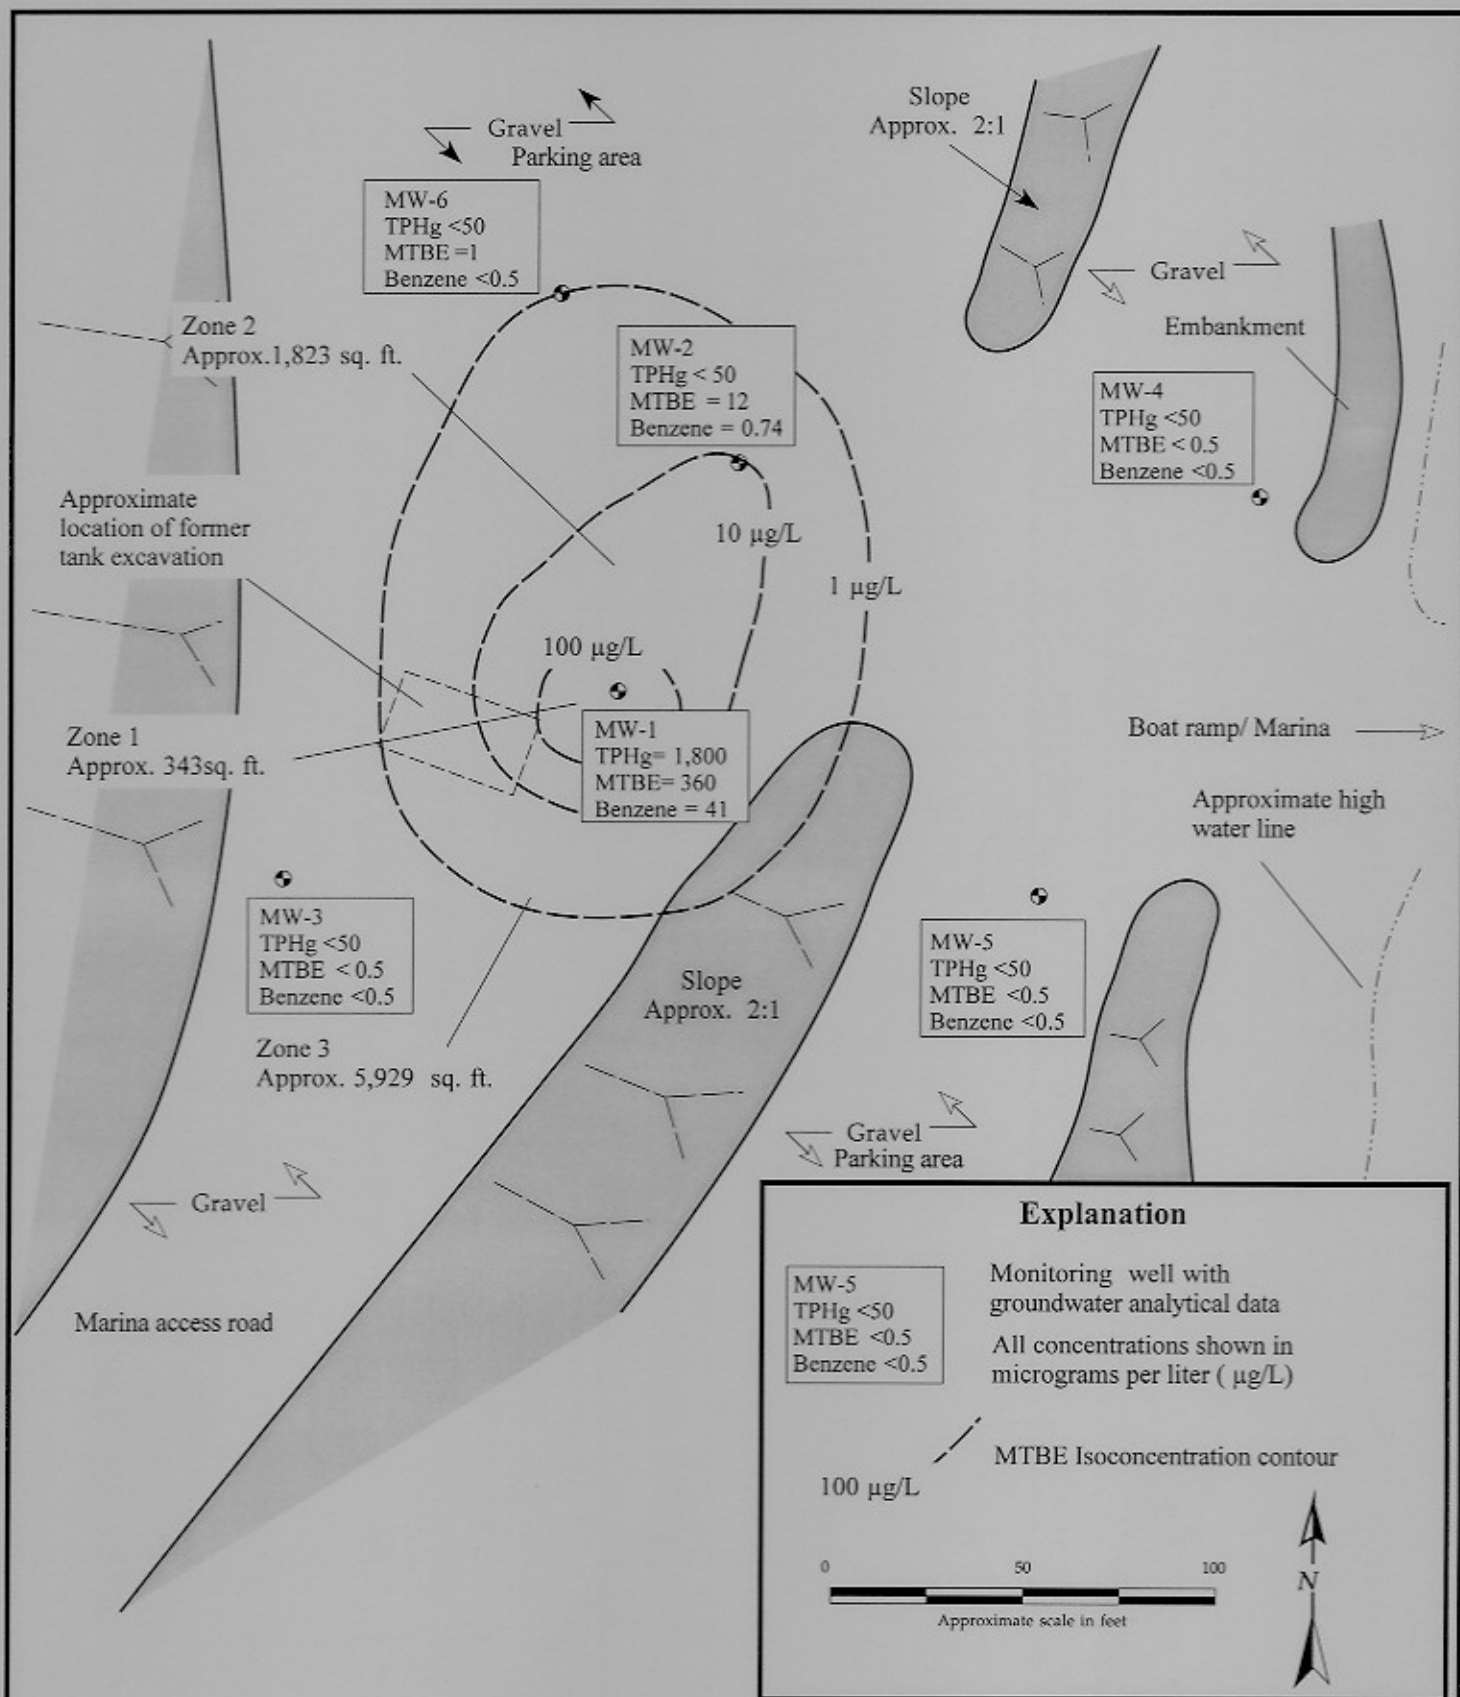 Slope
Approx. 2:1
Gravel
Parking area
MW-6
TPHg <50
MTBE =1
Benzene <0.5
Gravel
Zone 2
Approx.1,823 sq. ft.
MW-2
TPHg < 50
MTBE = 12
Benzene = 0.74
Embankment
MW-4
TPHg <50
MTBE < 0.5
Benzene <0.5
Approximate
location of former
tank excavation
10 µg/L
1 µg/L
100 µg/L
Zone 1
Approx. 343sq. ft.
MW-1
TPHg= 1,800
MTBE= 360
Benzene = 41
Boat ramp/ Marina
Approximate high
water line
MW-3
TPHg <50
MTBE < 0.5
Benzene <0.5
MW-5
TPHg <50
MTBE <0.5
Benzene <0.5
Slope
Approx. 2:1
Zone 3
Approx. 5,929 sq. ft.
Gravel
Parking area
Gravel
Marina access road
Explanation
MW-5
TPHg <50
MTBE <0.5
Benzene <0.5
Monitoring well with
groundwater analytical data
All concentrations shown in
micrograms per liter ( µg/L)
100 µg/L
MTBE Isoconcentration contour
0 50 100
Approximate scale in feet
N